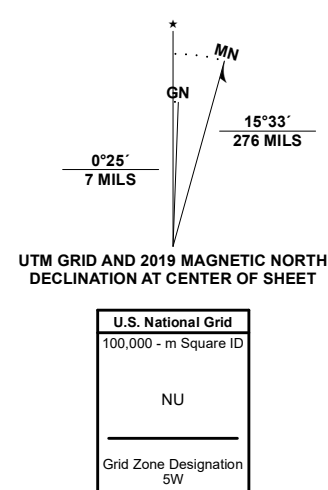 MN
GN
15°33´
276 MILS
0°25´
7 MILS
UTM GRID AND 2019 MAGNETIC NORTH
DECLINATION AT CENTER OF SHEET
U.S. National Grid
100,000 - m Square ID
NU
Grid Zone Designation
5W